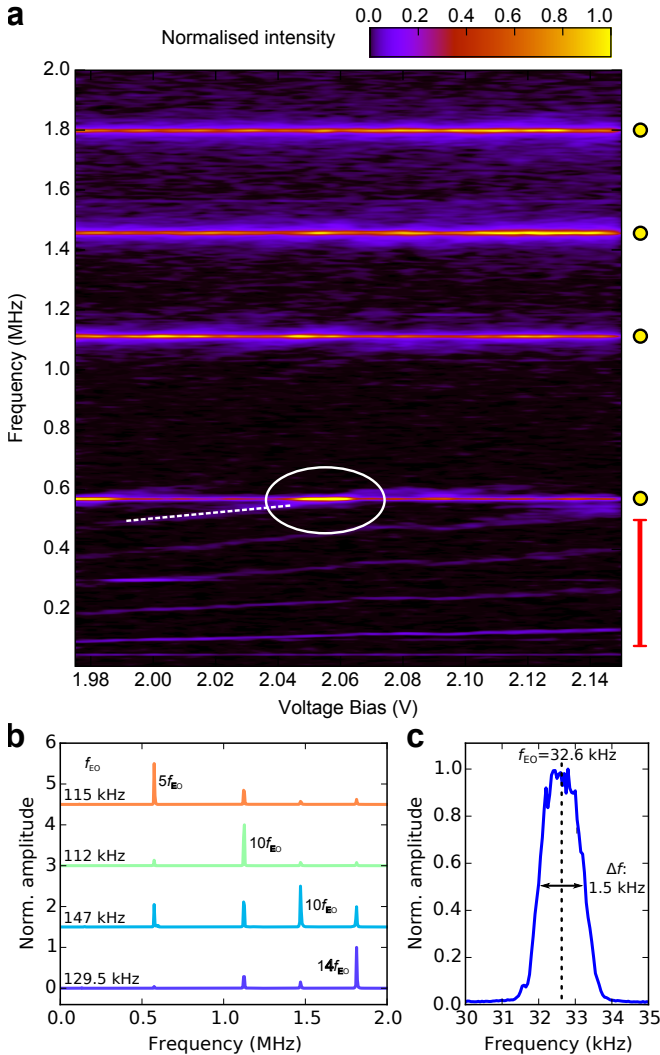 a
Normalised intensity
0.0 0.2 0.4 0.6 0.8 1.0
2.0
1.8
1.6
1.4
1.2
1.0
0.8
0.6
0.4
0.2
Frequency (MHz)
1.98 2.00 2.02 2.04 2.06 2.08 2.10 2.12 2.14
Voltage Bias (V)
b
6
5
4
3
2
1
0
Norm. amplitude
fEO
115 kHz
5fEO
112 kHz
10fEO
147 kHz
10fEO
129.5 kHz
14fEO
0.0 0.5 1.0 1.5 2.0
Frequency (MHz)
c
fEO=32.6 kHz
1.0
0.8
0.6
0.4
0.2
0.0
Norm. amplitude
Δf:
1.5 kHz
30 31 32 33 34 35
Frequency (kHz)